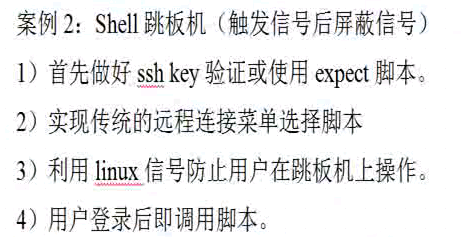 案例 2：Shell 跳板机（触发信号后屏蔽信号）
1）首先做好 ssh key 验证或使用 expect 脚本。
2）实现传统的远程连接菜单选择脚本
3）利用 linux 信号防止用户在跳板机上操作。
4）用户登录后即调用脚本。